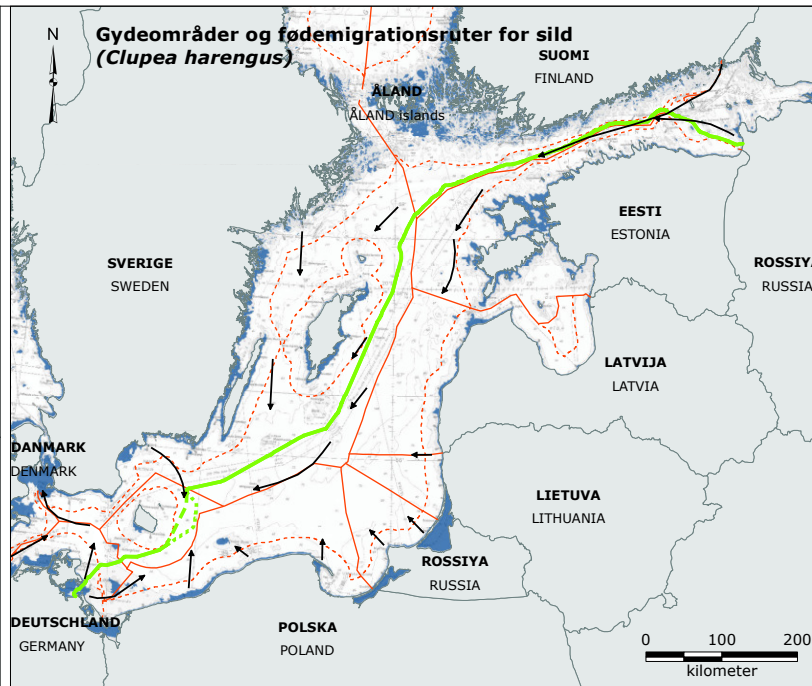 Gydeområder og fødemigrationsruter for sild
(Clupea harengus)
N
SUOMI
FINLAND
ÅLAND
ÅLAND islands
EESTI
ESTONIA
SVERIGE
SWEDEN
ROSSIYA
RUSSIA
LATVIJA
LATVIA
DANMARK
DENMARK
LIETUVA
LITHUANIA
ROSSIYA
RUSSIA
DEUTSCHLAND
GERMANY
POLSKA
POLAND
0 100 200
kilometer